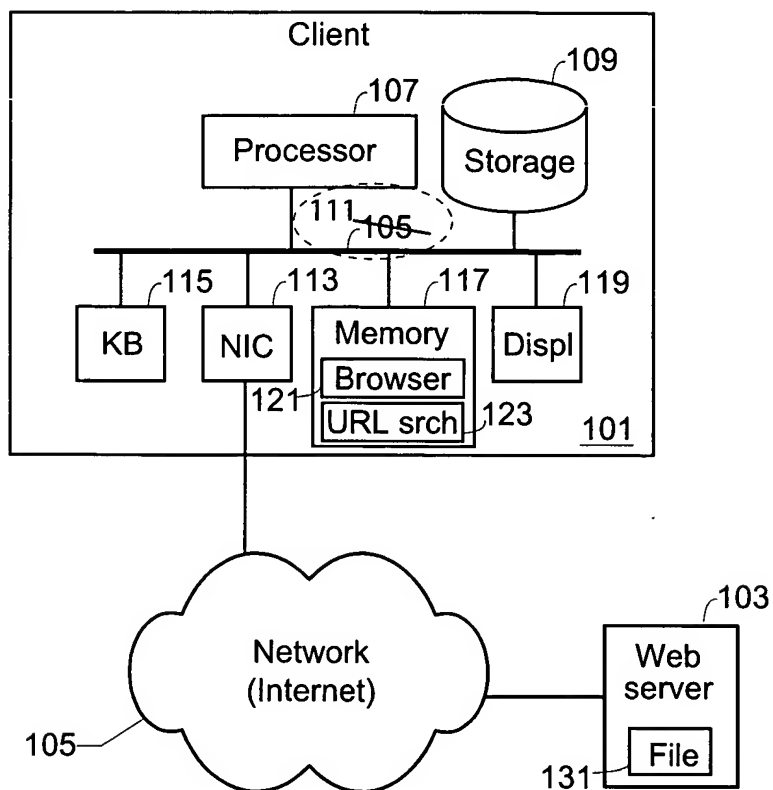 Client
109
107
Processor
Storage
111
105
115
113
117
119
KB
NIC
Memory
Displ
Browser
121
URL srch
123
101
103
Network
(Internet)
Web
server
105
File
131